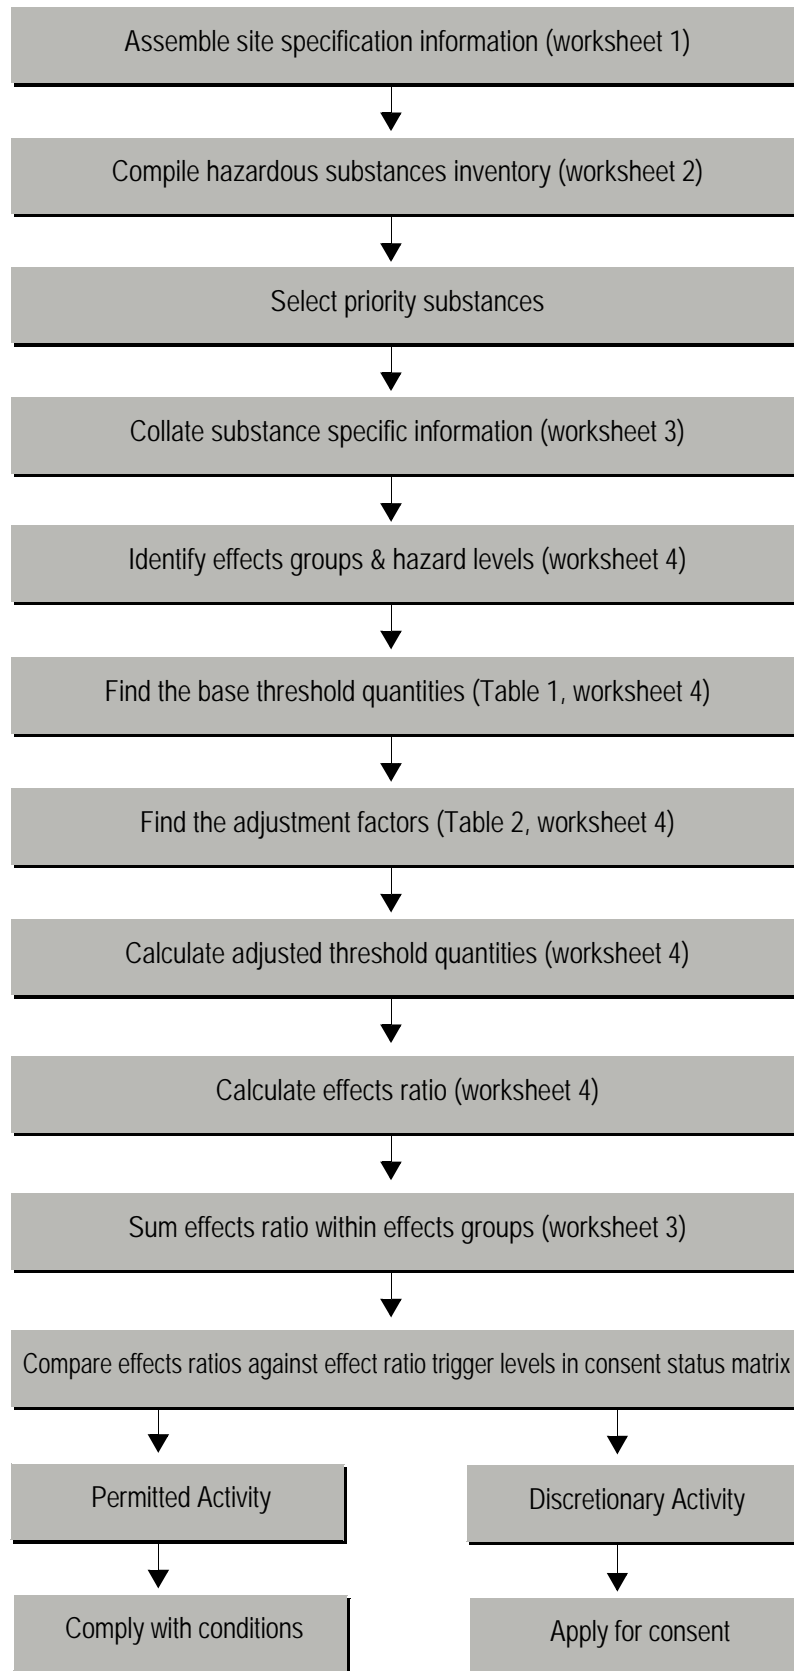 Assemble site specification information (worksheet 1)
Compile hazardous substances inventory (worksheet 2)
Select priority substances
Collate substance specific information (worksheet 3)
Identify effects groups & hazard levels (worksheet 4)
Find the base threshold quantities (Table 1, worksheet 4)
Find the adjustment factors (Table 2, worksheet 4)
Calculate adjusted threshold quantities (worksheet 4)
Calculate effects ratio (worksheet 4)
Sum effects ratio within effects groups (worksheet 3)
Compare effects ratios against effect ratio trigger levels in consent status matrix
Permitted Activity
Discretionary Activity
Comply with conditions
Apply for consent